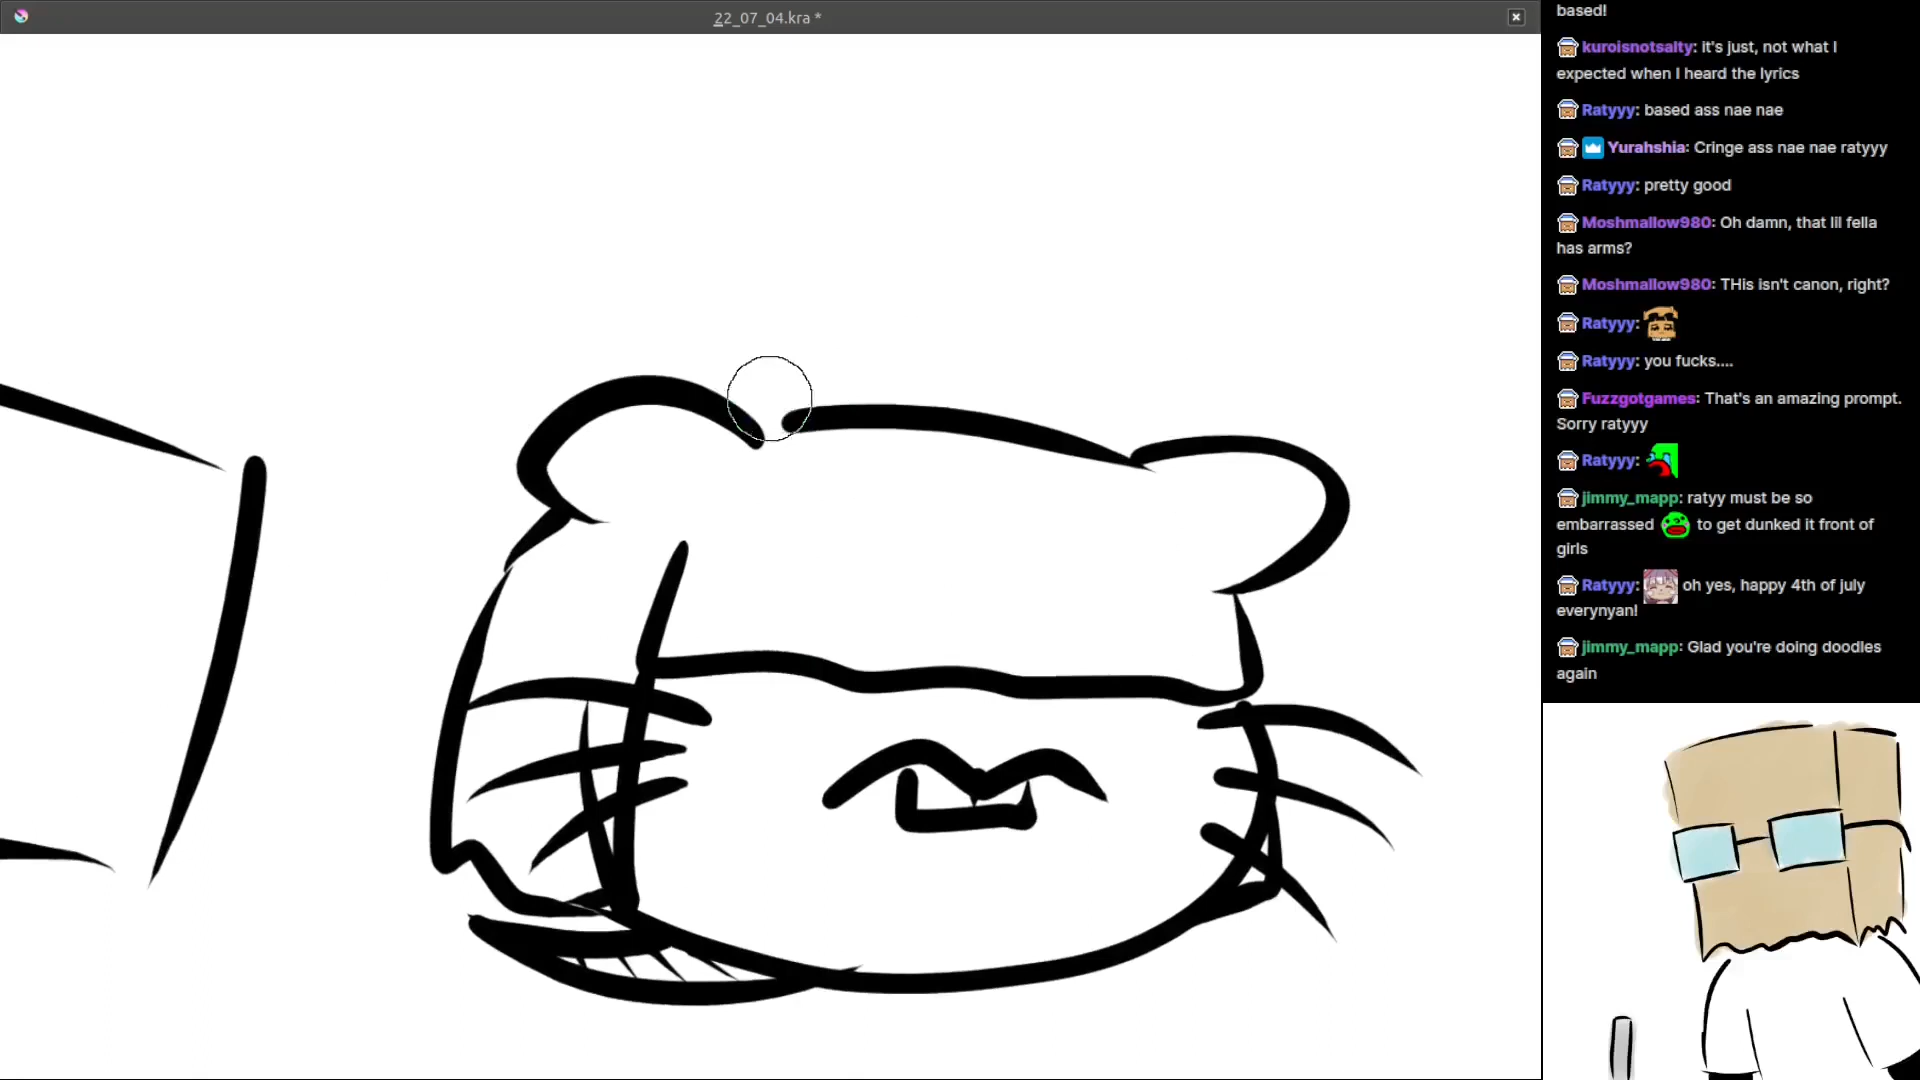 22_07_04.kra *
based!
kuroisnotsalty: it's just, not what I
expected when I heard the lyrics
Ratyyy: based ass nae nae
Yurahshia: Cringe ass nae nae ratyyy
Ratyyy: pretty good
Moshmallow980: Oh damn, that lil fella
has arms?
Moshmallow980: THis isn't canon, right?
Ratyyy:
Ratyyy: you fucks....
Fuzzgotgames: That's an amazing prompt.
Sorry ratyyy
Ratyyy:
jimmy_mapp: ratyy must be so
embarrassed to get dunked it front of
girls
Ratyyy: oh yes, happy 4th of july
everynyan!
jimmy_mapp: Glad you're doing doodles
again